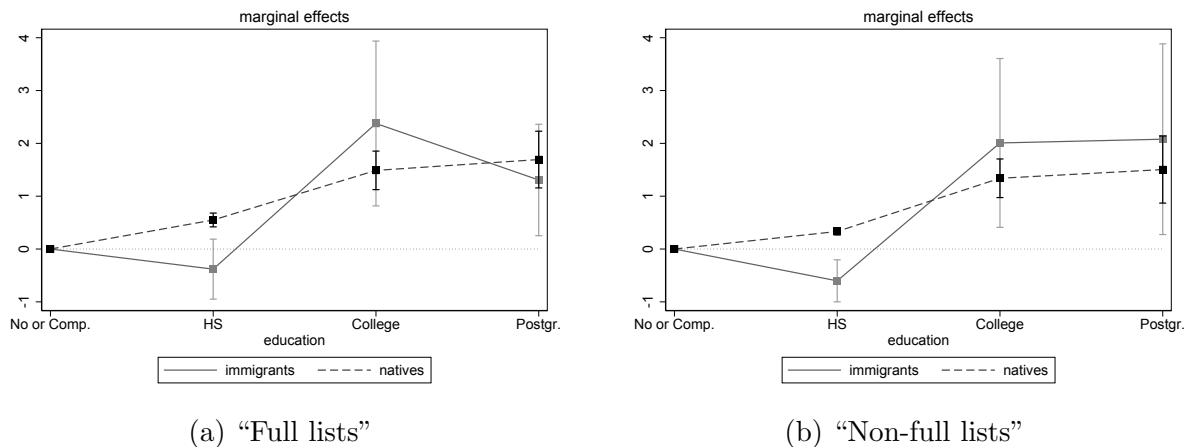 marginal effects
4
3
2
1
0
-1
No or Comp.
HS
College
Postgr.
education
immigrants
natives
(a) “Full lists”
marginal effects
4
3
2
1
0
-1
No or Comp.
HS
College
Postgr.
education
immigrants
natives
(b) “Non-full lists”